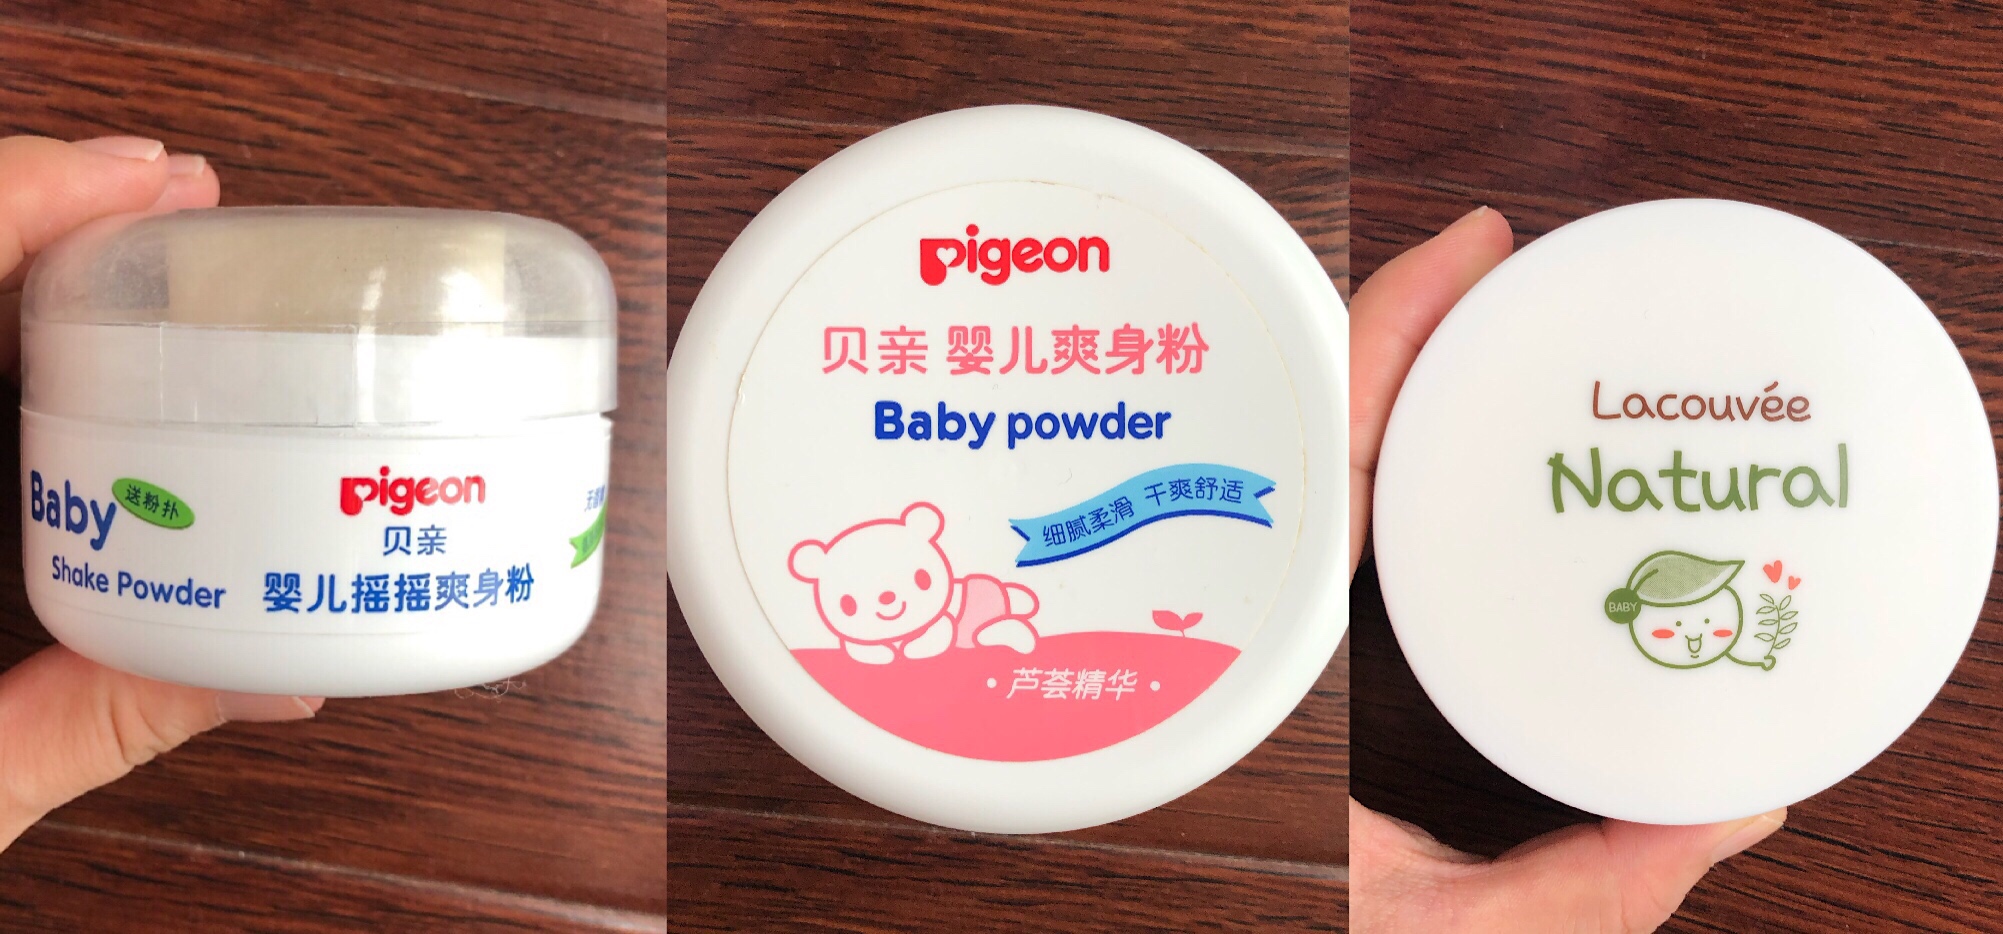 Baby
送粉扑
Shake Powder
pigeon
贝亲
婴儿摇摇爽身粉
pigeon
贝亲 婴儿爽身粉
Baby powder
细腻柔滑 干爽舒适
·芦荟精华·
Lacouvée
Natural
BABY